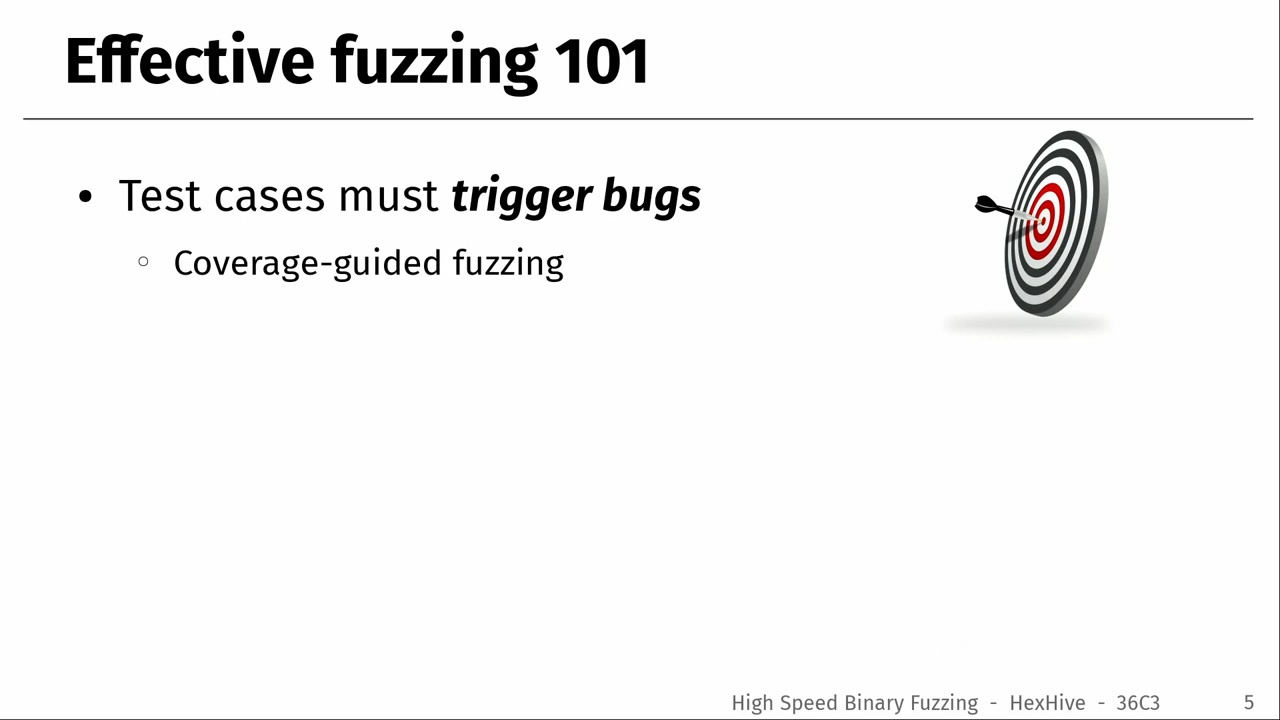 Effective fuzzing 101
• Test cases must trigger bugs
○ Coverage-guided fuzzing
High Speed Binary Fuzzing - HexHive - 36C3 5